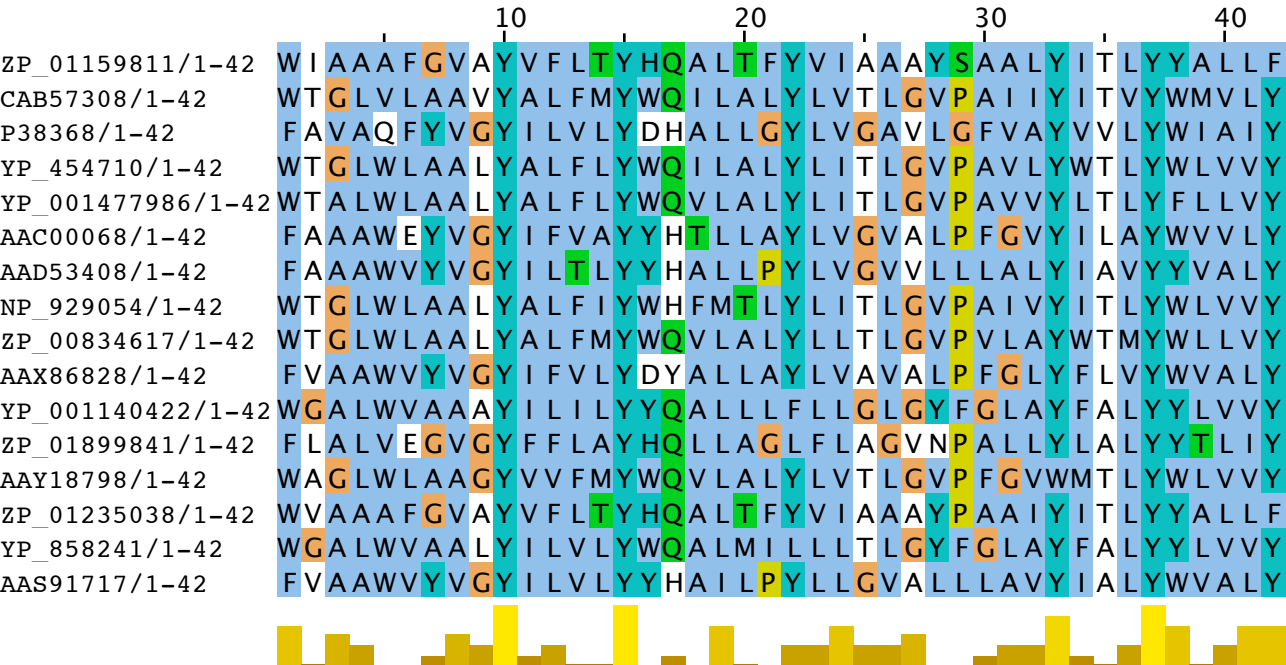 10 20 30 40
ZP_01159811/1-42 WIAAAFGVAYVFLTYHQALTFYVIAAAYSAALYITLYYALLF
CAB57308/1-42 WTGLVLAAVYALFMYWQILALYLVTLGVPAIIYITVYWMVLY
P38368/1-42 FAVAQFYVGYILVLYDHALLGYLVGAVLGFVAYVVLYWIAIY
YP_454710/1-42 WTGLWLAALYALFLYWQILALYLITLGVPAVLYWTLYWLVVY
YP_001477986/1-42 WTALWLAALYALFLYWQVLALYLITLGVPAVVYLTLYFLLVY
AAC00068/1-42 FAAAWEYVGYIFVAYYHTLLAYLVGVALPFGVYILAYWVVLY
AAD53408/1-42 FAAAWVYVGYILTLYYHALLPYLVGVVLLLALYIAVYYVALY
NP_929054/1-42 WTGLWLAALYALFIYWHFMTLYLITLGVPAIVYITLYWLVVY
ZP_00834617/1-42 WTGLWLAALYALFMYWQVLALYLLTLGVPVLAYWTMYWLLVY
AAX86828/1-42 FVAAWVYVGYIFVLYDYALLAYLVAVALPFGLYFLVYWVALY
YP_001140422/1-42 WGALWVAAAYILILYYQALLLFLLGLGYFGLAYFALYYLVVY
ZP_01899841/1-42 FLALVEGVGYFFLAYHQLLAGLFLAGVNPALLYLALYYTLIY
AAY18798/1-42 WAGLWLAAGYVVFMYWQVLALYLVTLGVPFGVWMTLYWLVVY
ZP_01235038/1-42 WVAAAFGVAYVFLTYHQALTFYVIAAAYPAAIYITLYYALLF
YP_858241/1-42 WGALWVAALYILVLYWQALMILLLTLGYFGLAYFALYYLVVY
AAS91717/1-42 FVAAWVYVGYILVLYYHAILPYLLGVALLLAVYIALYWVALY